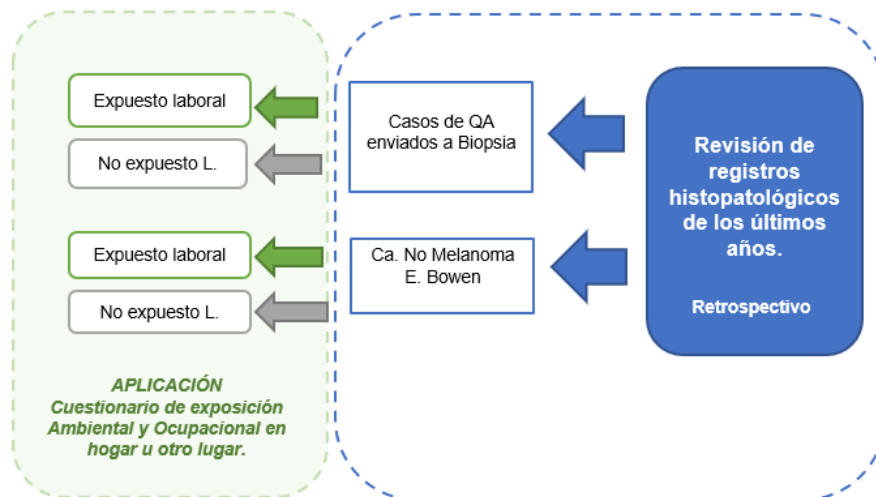 Expuesto laboral
No expuesto L.
Expuesto laboral
No expuesto L.
APLICACIÓN
Cuestionario de exposición
Ambiental y Ocupacional en
hogar u otro lugar.
Casos de QA
enviados a Biopsia
Ca. No Melanoma
E. Bowen
Revisión de
registros
histopatológicos
de los últimos
años.
Retrospectivo